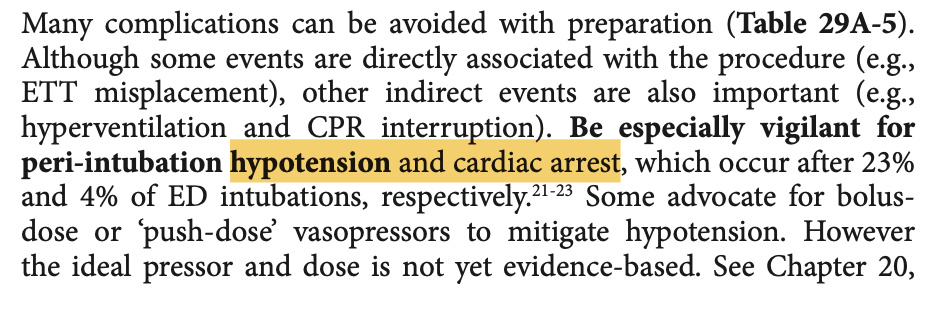 Many complications can be avoided with preparation (Table 29A-5).
Although some events are directly associated with the procedure (e.g.,
ETT misplacement), other indirect events are also important (e.g.,
hyperventilation and CPR interruption). Be especially vigilant for
peri-intubation hypotension and cardiac arrest, which occur after 23%
and 4% of ED intubations, respectively.21-23 Some advocate for bolus-
dose or ‘push-dose’ vasopressors to mitigate hypotension. However
the ideal pressor and dose is not yet evidence-based. See Chapter 20,